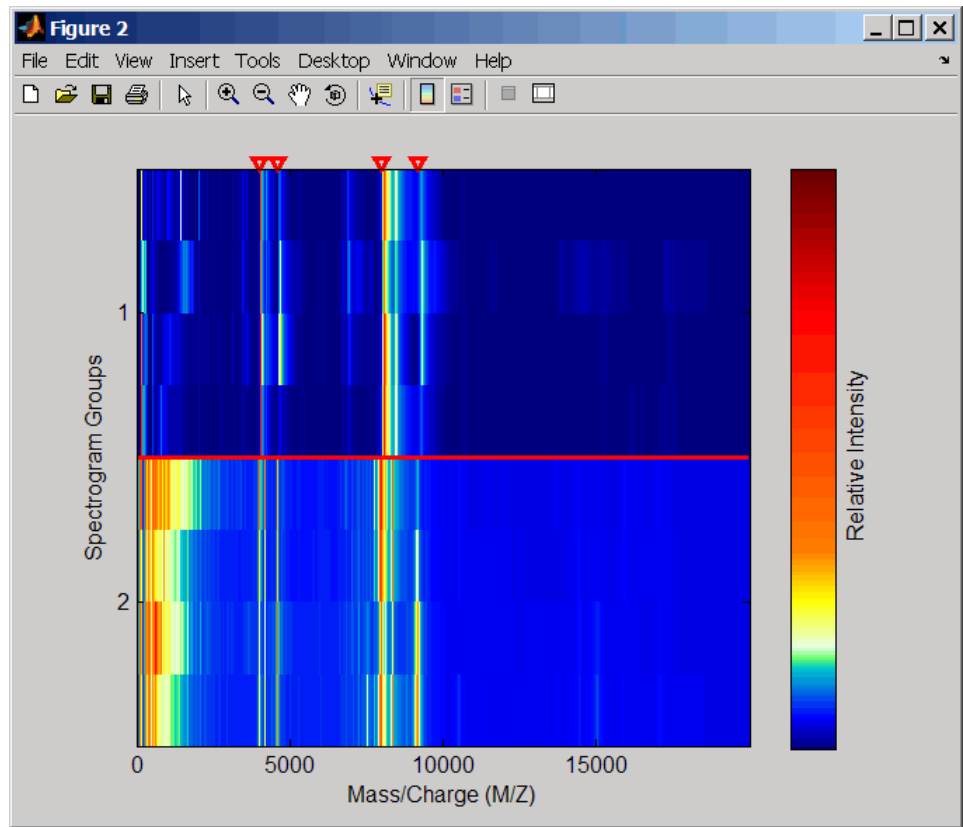 Figure 2
File Edit View Insert Tools Desktop Window Help
1
2
Spectrogram Groups
0 5000 10000 15000
Mass/Charge (M/Z)
Relative Intensity